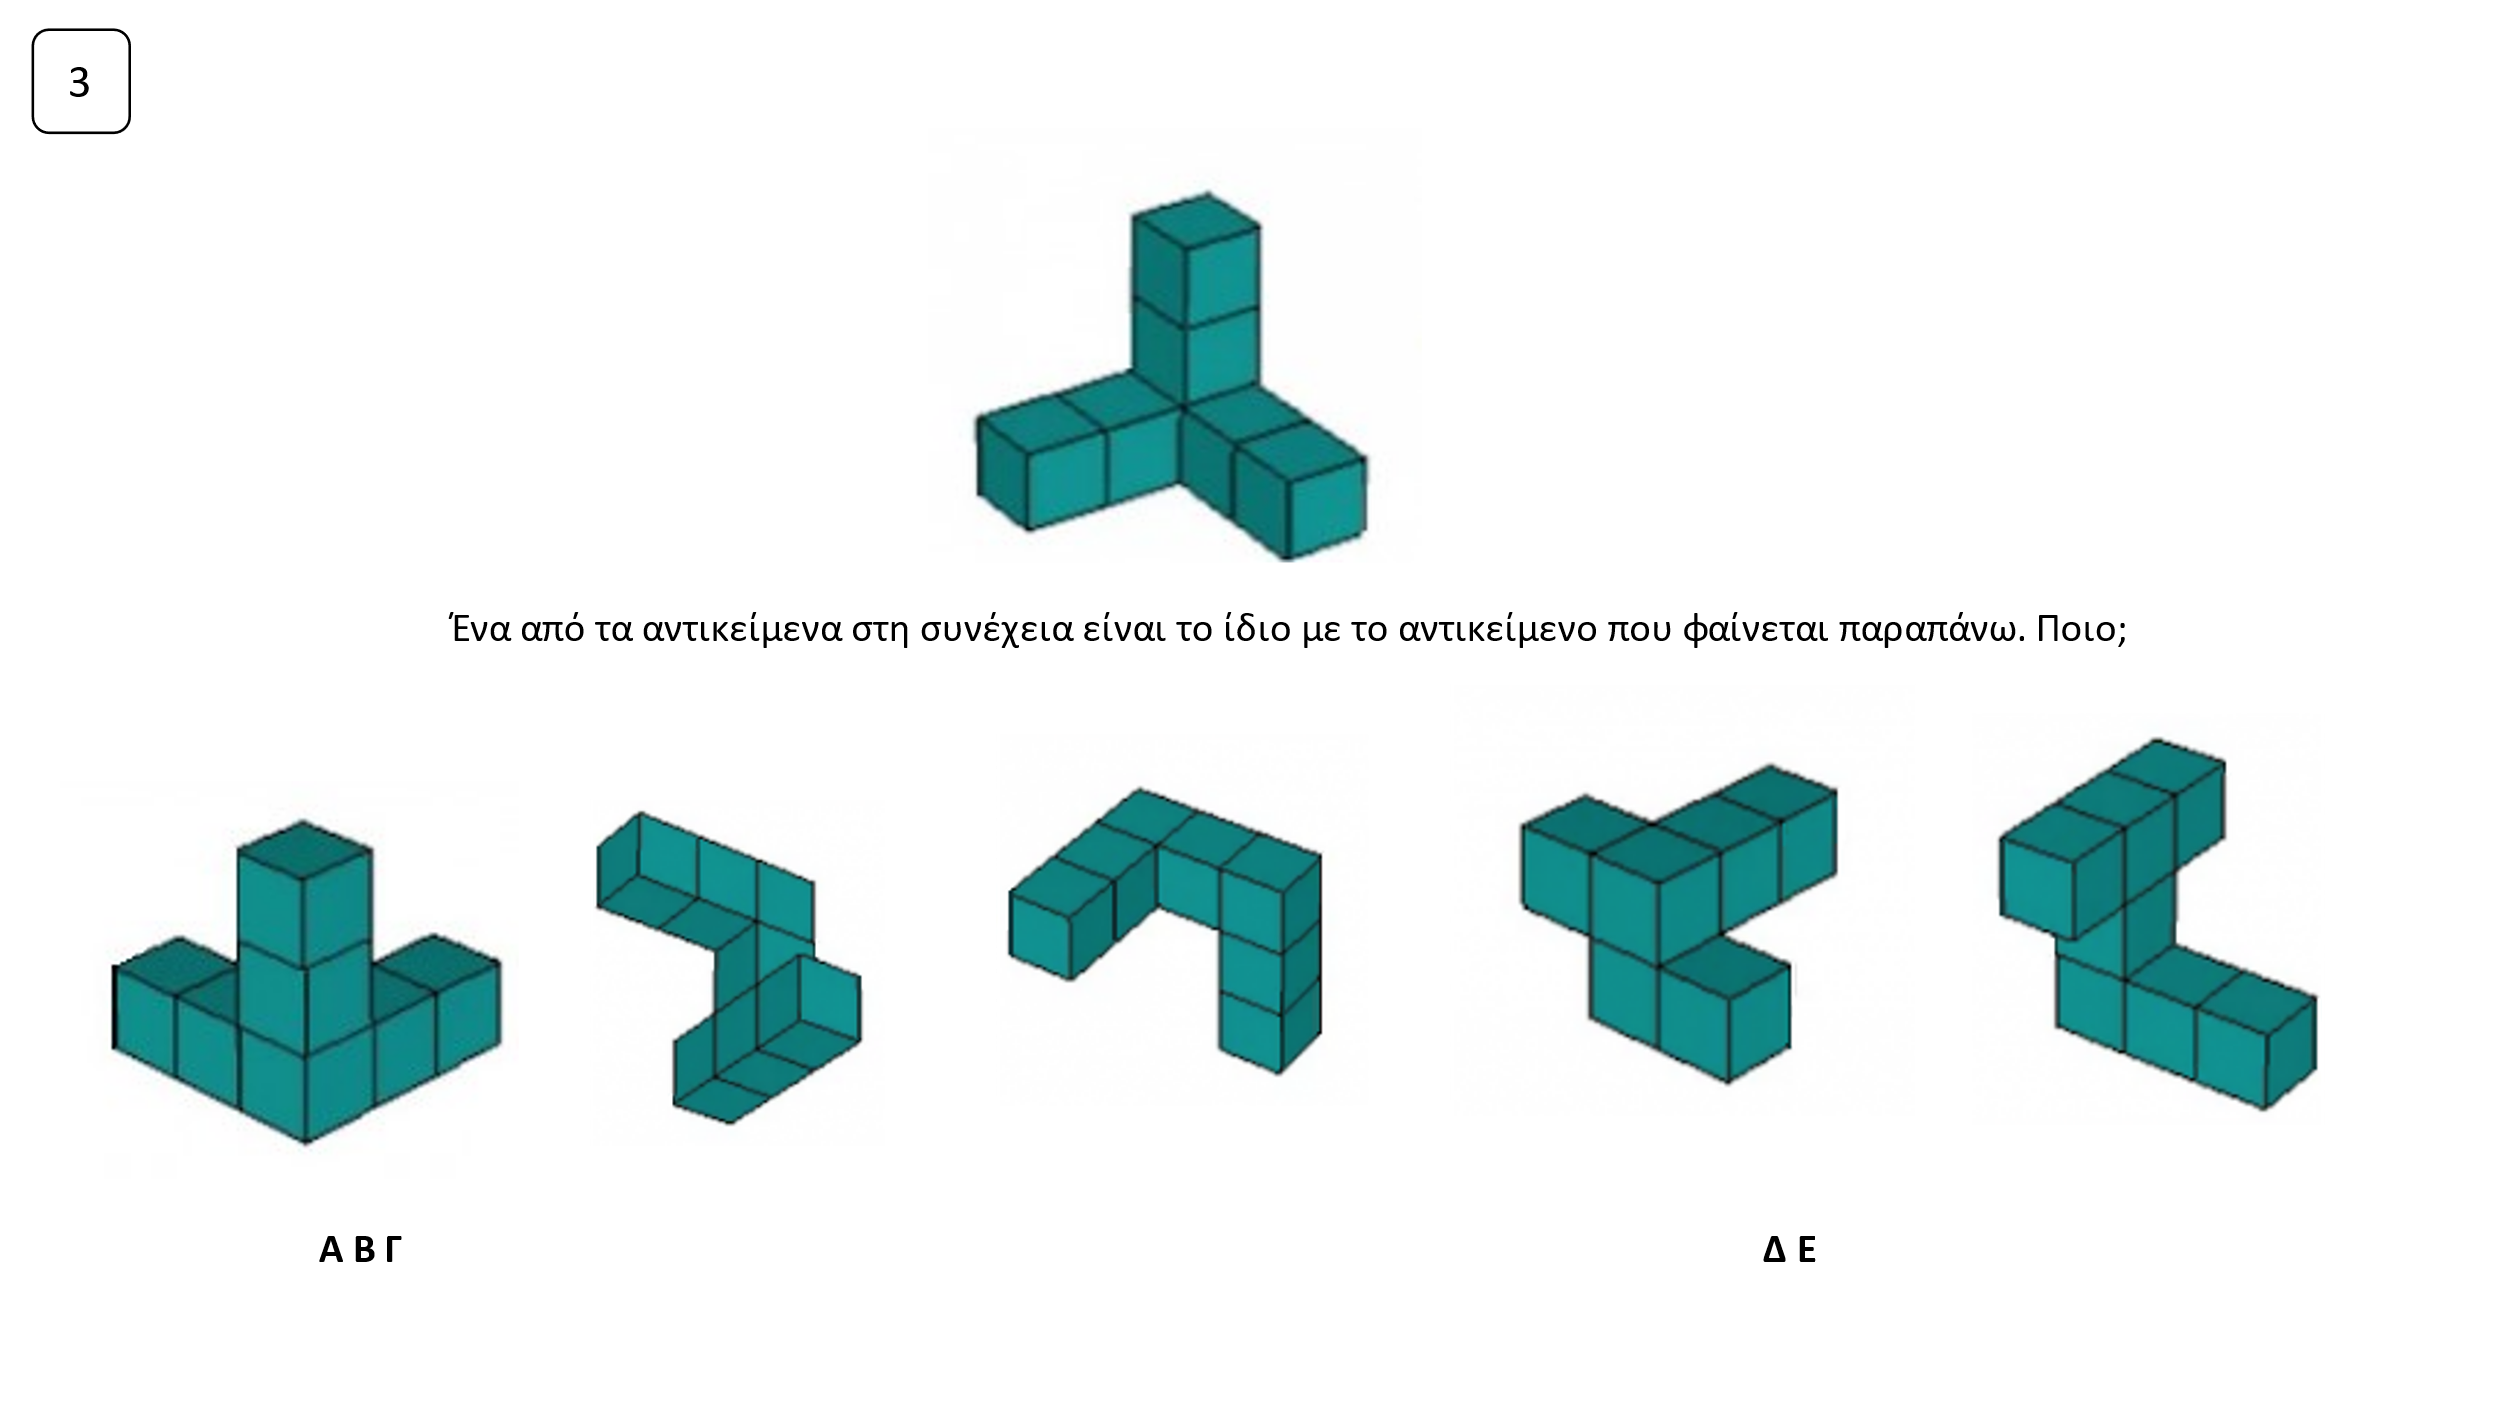 3
Ένα από τα αντικείμενα στη συνέχεια είναι το ίδιο με το αντικείμενο που φαίνεται παραπάνω. Ποιο;
Α Β Γ Δ Ε